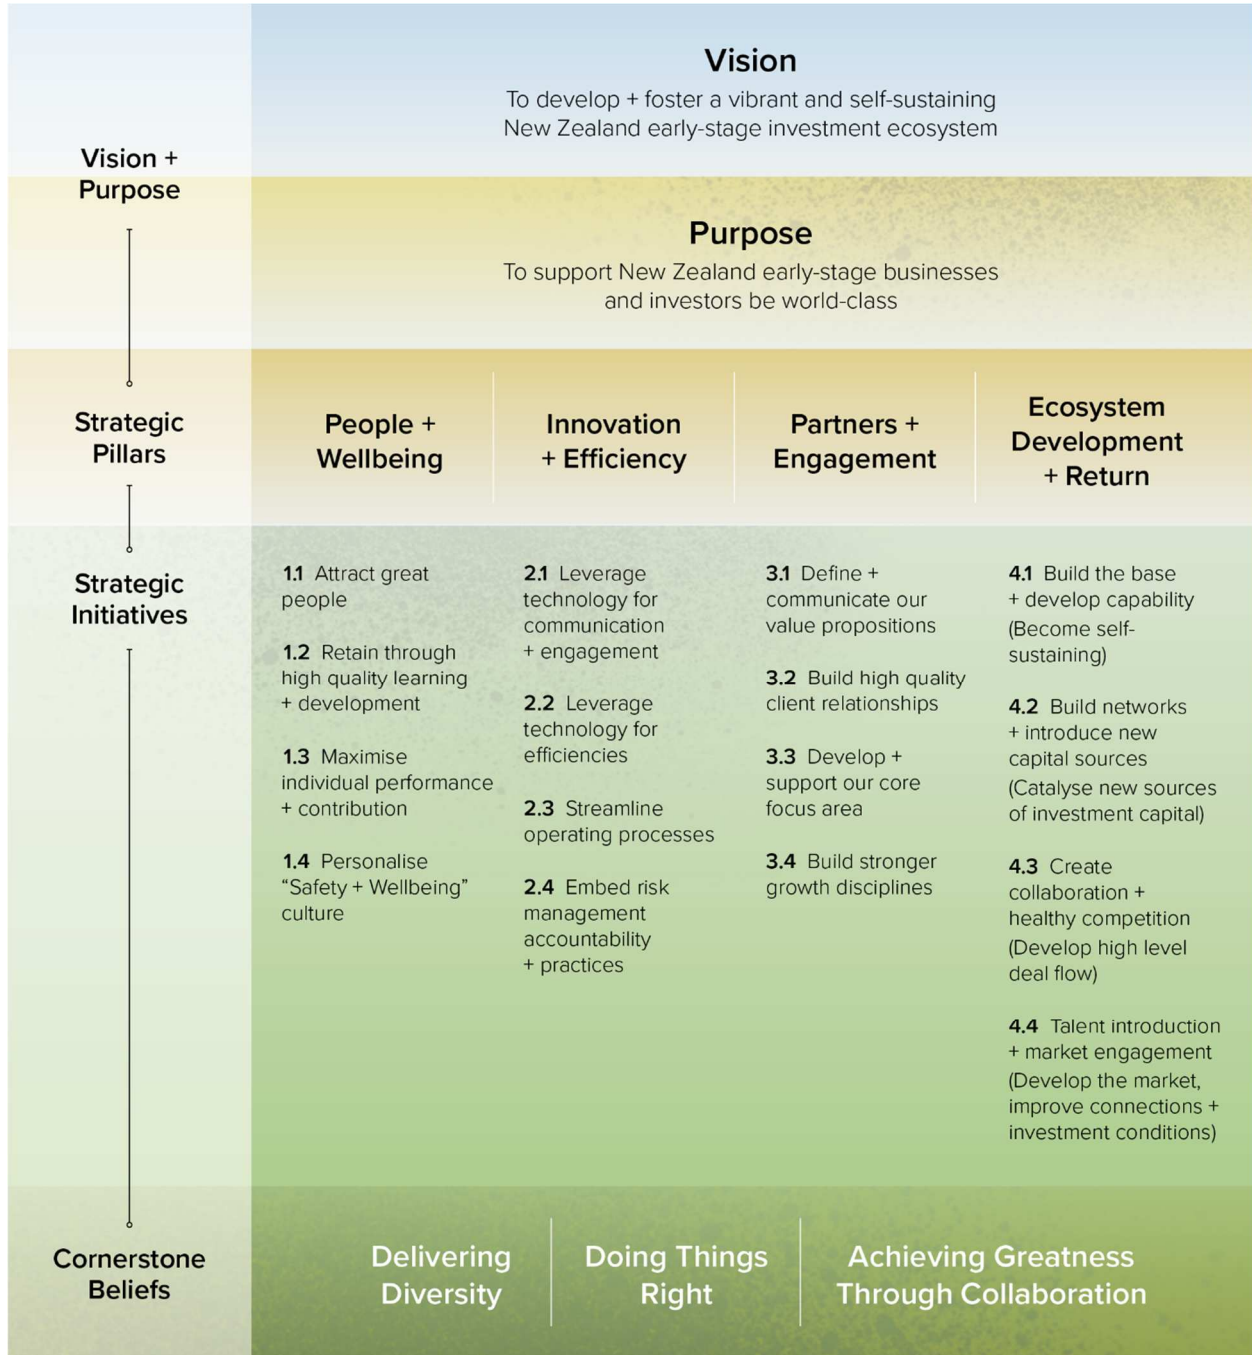 Vision
To develop + foster a vibrant and self-sustaining
New Zealand early-stage investment ecosystem
Vision +
Purpose
Purpose
To support New Zealand early-stage businesses
and investors be world-class
Strategic
Pillars
People +
Wellbeing
Innovation
+ Efficiency
Partners +
Engagement
Ecosystem
Development
+ Return
Strategic
Initiatives
1.1 Attract great
people
1.2 Retain through
high quality learning
+ development
1.3 Maximise
individual performance
+ contribution
1.4 Personalise
“Safety + Wellbeing”
culture
2.1 Leverage
technology for
communication
+ engagement
2.2 Leverage
technology for
efficiencies
2.3 Streamline
operating processes
2.4 Embed risk
management
accountability
+ practices
3.1 Define +
communicate our
value propositions
3.2 Build high quality
client relationships
3.3 Develop +
support our core
focus area
3.4 Build stronger
growth disciplines
4.1 Build the base
+ develop capability
(Become self-
sustaining)
4.2 Build networks
+ introduce new
capital sources
(Catalyse new sources
of investment capital)
4.3 Create
collaboration +
healthy competition
(Develop high level
deal flow)
4.4 Talent introduction
+ market engagement
(Develop the market,
improve connections +
investment conditions)
Cornerstone
Beliefs
Delivering
Diversity
Doing Things
Right
Achieving Greatness
Through Collaboration